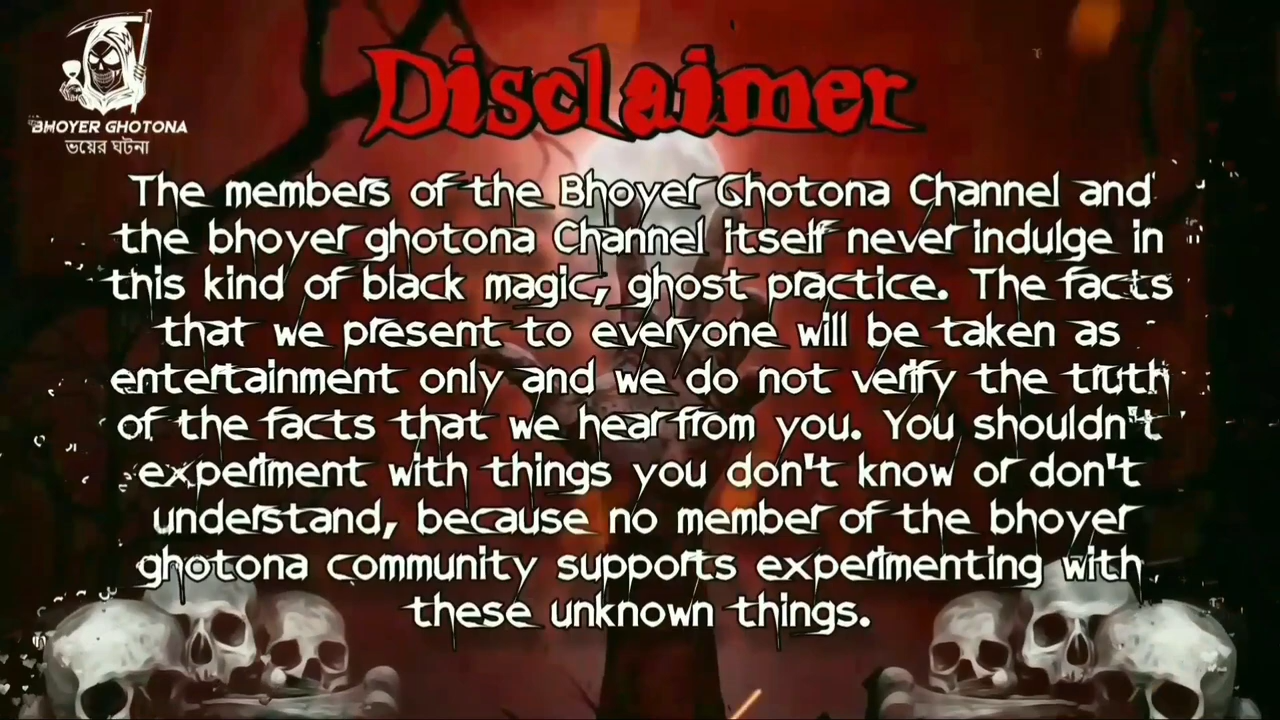 BHOYER GHOTONA
ভয়ের ঘটনা
Disclaimer
The members of the Bhoyer Ghotona Channel and
the bhoyer ghotona Channel itself never indulge in
this kind of black magic, ghost practice. The facts
that we present to everyone will be taken as
entertainment only and we do not verify the truth
of the facts that we hear from you. You shouldn't
experiment with things you don't know or don't
understand, because no member of the bhoyer
ghotona community supports experimenting with
these unknown things.